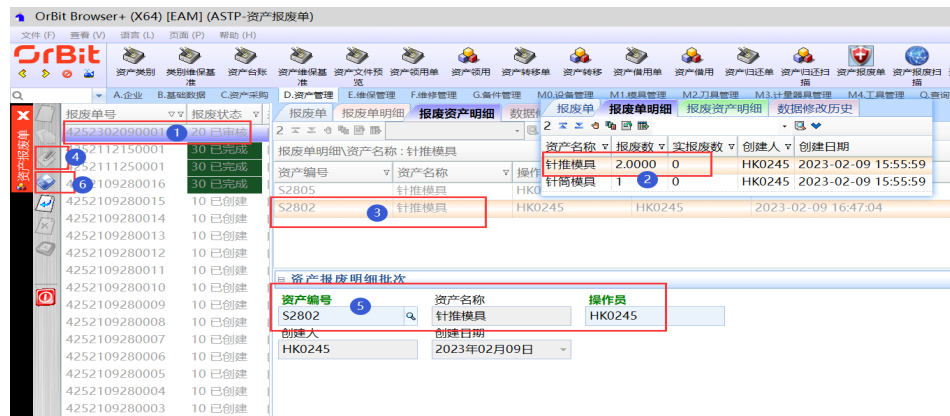 OrBit Browser+ (X64) [EAM] (ASTP-资产报废单)
文件 (F) 查看 (V) 语言 (L) 页面 (P) 帮助 (H)
OrBit
资产类别 类别维保基准 资产台账 资产维保基准 资产文件预览 资产领用单 资产领用 资产转移单 资产转移 资产借用单 资产借用 资产归还单 资产归还扫描 资产报废单 资产报废扫描
A.企业 B.基础数据 C.资产采购 D.资产管理 E.维保管理 F.维修管理 G.备件管理 M0.设备管理 M1.模具管理 M2.刀具管理 M3.计量器具管理 M4.工具管理 Q.查询
资产报废单
报废单号 报废状态
4252302090001 1 20 已审核
4252112150001 30 已完成
4
4252111250001 30 已完成
6
4252109280016 30 已完成
4252109280015 10 已创建
4252109280014 10 已创建
4252109280013 10 已创建
4252109280012 10 已创建
4252109280011 10 已创建
4252109280010 10 已创建
4252109280009 10 已创建
4252109280008 10 已创建
4252109280007 10 已创建
4252109280006 10 已创建
4252109280005 10 已创建
4252109280004 10 已创建
4252109280003 10 已创建
报废单 报废单明细 报废资产明细
2
报废单明细\资产名称 : 针推模具
资产编号 资产名称 操作
S2805 针推模具 HK0
S2802 3 针推模具 HK0245 HK0245 2023-02-09 16:47:04
报废单 报废单明细 报废资产明细 数据修改历史
2
资产名称 报废数 实报废数 创建人 创建日期
针推模具 2.0000 0 HK0245 2023-02-09 15:55:59
针筒模具 1 2 0 HK0245 2023-02-09 15:55:59
资产报废明细批次
资产编号 5 资产名称 操作员
S2802 针推模具 HK0245
创建人 创建日期
HK0245 2023年02月09日